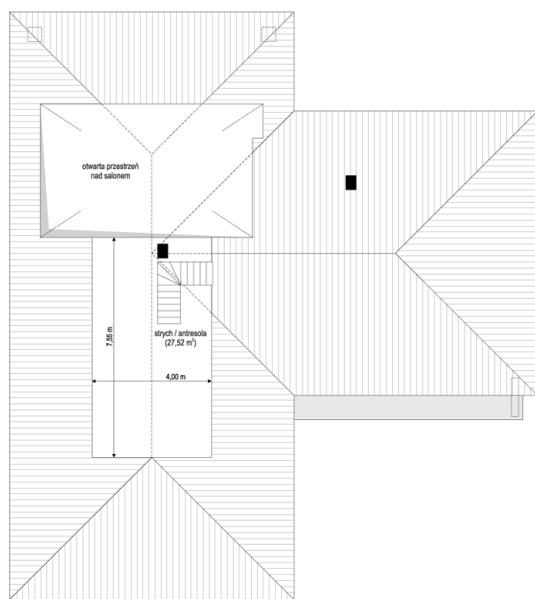 otwarta przestrzeń
nad salonem
7,55 m
strych / antresola
(27,52 m²)
4,00 m